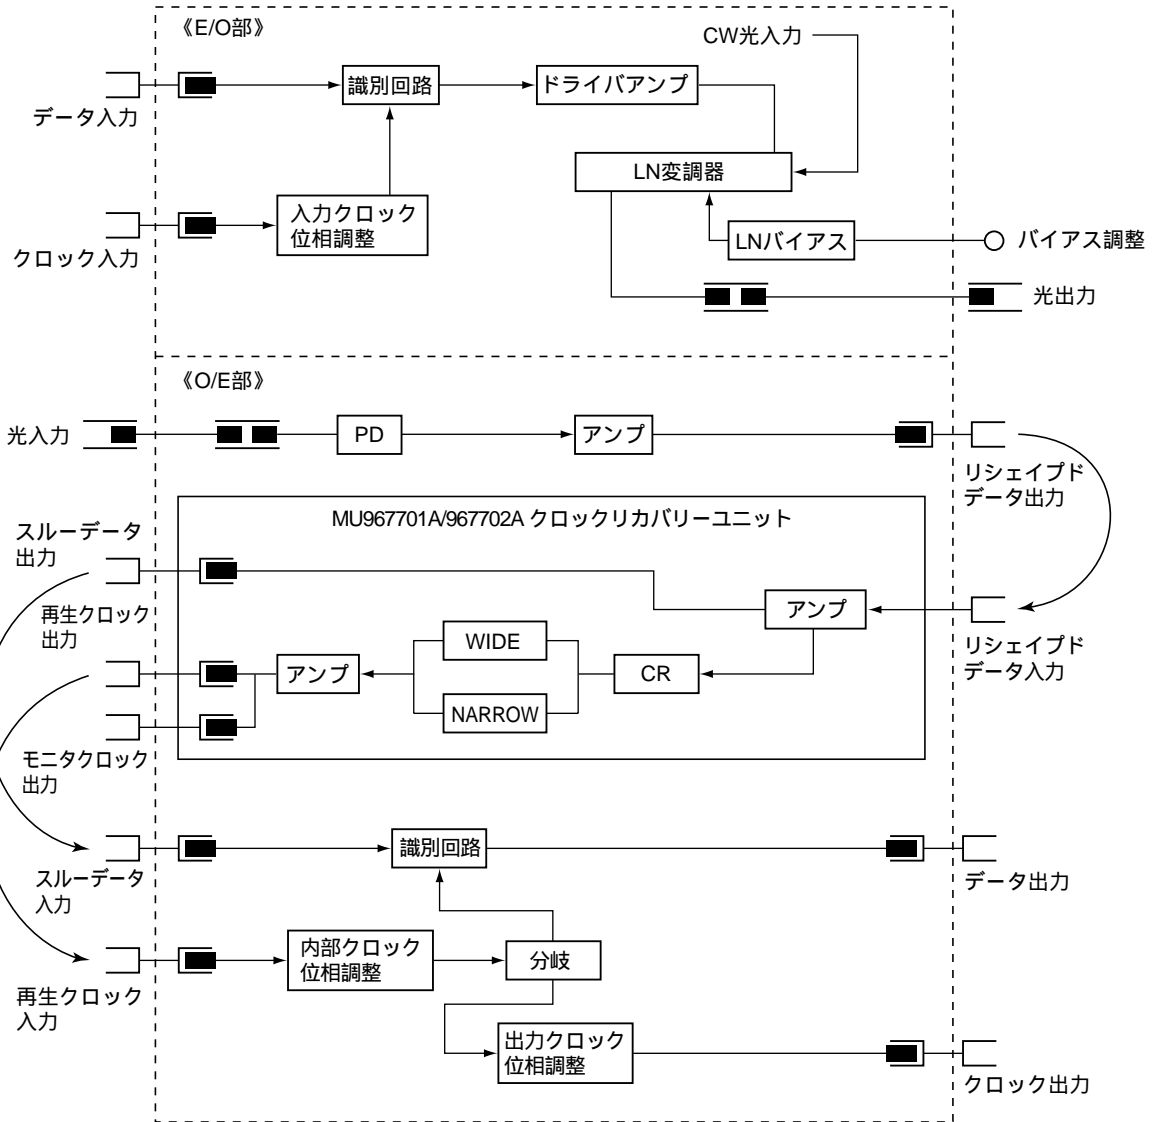 《E/O部》
CW光入力
データ入力
識別回路
ドライバアンプ
LN変調器
クロック入力
入力クロック
位相調整
LNバイアス
バイアス調整
光出力
《O/E部》
光入力
PD
アンプ
リシェイプド
データ出力
MU967701A/967702A クロックリカバリーユニット
スルーデータ
出力
再生クロック
出力
アンプ
リシェイプド
データ入力
WIDE
CR
アンプ
NARROW
モニタクロック
出力
スルーデータ
入力
識別回路
データ出力
再生クロック
入力
内部クロック
位相調整
分岐
出力クロック
位相調整
クロック出力